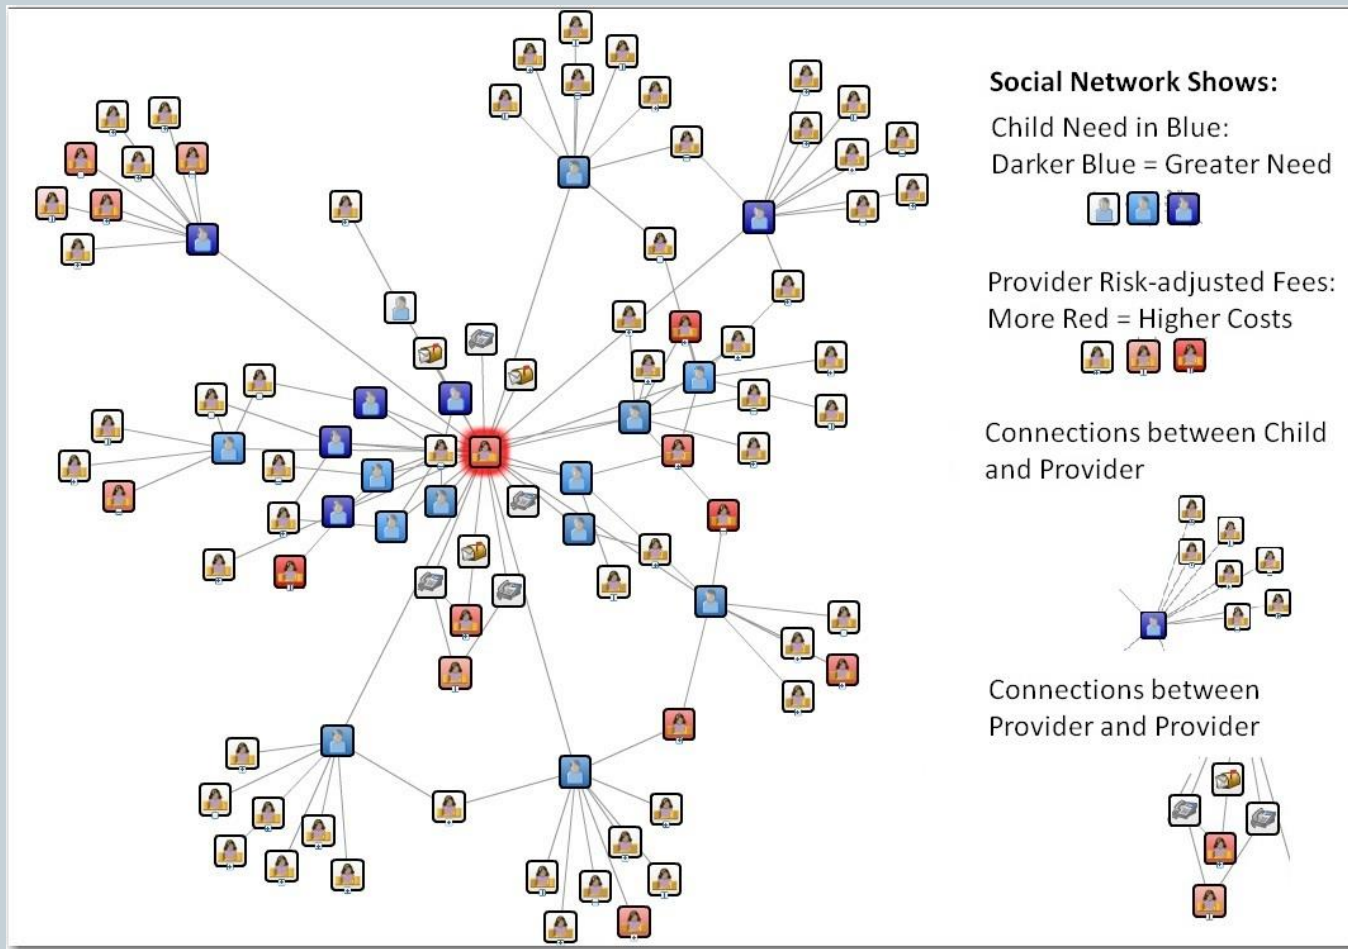 Social Network Shows:
Child Need in Blue:
Darker Blue = Greater Need
Provider Risk-adjusted Fees:
More Red = Higher Costs
Connections between Child
and Provider
Connections between
Provider and Provider